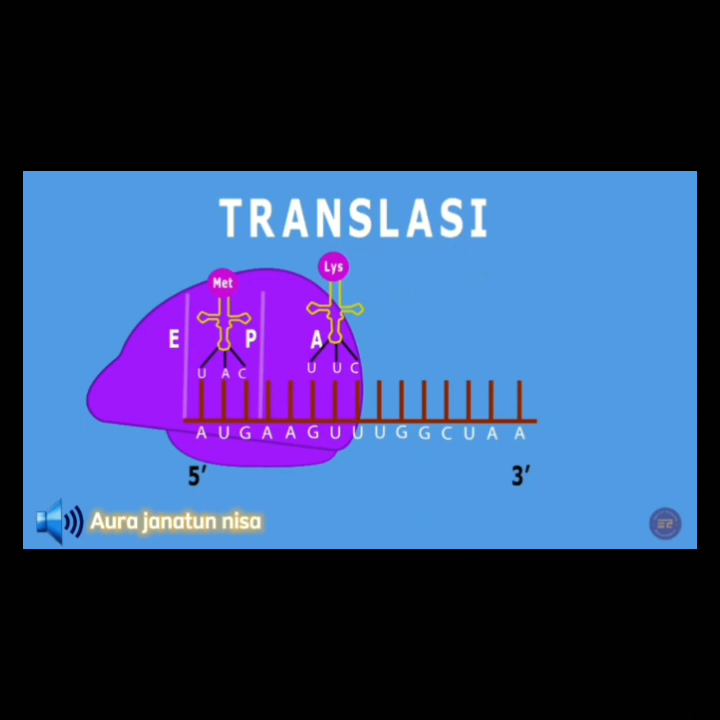 TRANSLASI
Met
Lys
E P A
U A C
U U C
A U G A A G U U U G G C U A A
5’ 3’
Aura janatun nisa